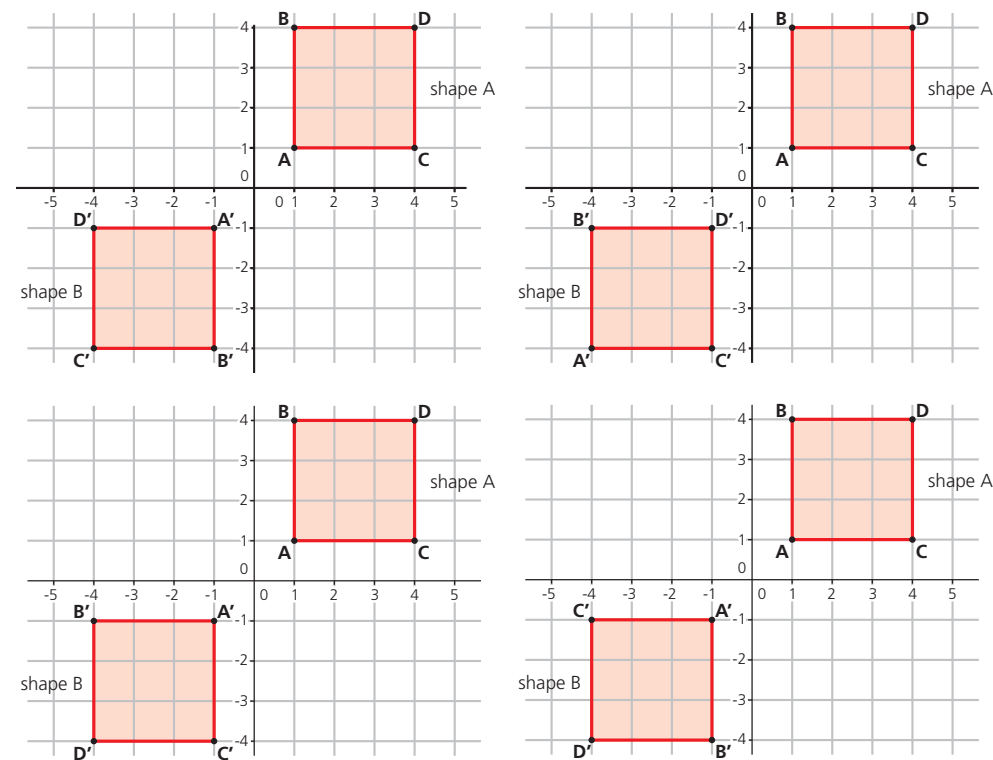 B D
4
3
shape A
2
1
A C
0
-5 -4 -3 -2 -1 0 1 2 3 4 5
D′ A′ -1
-2
shape B
-3
C′ B′ -4
B D
4
3
shape A
2
1
A C
0
-5 -4 -3 -2 -1 0 1 2 3 4 5
B′ D′ -1
-2
shape B
-3
A′ C′ -4
B D
4
3
shape A
2
1
A C
0
-5 -4 -3 -2 -1 0 1 2 3 4 5
B′ A′ -1
-2
shape B
-3
D′ C′ -4
B D
4
3
shape A
2
1
A C
0
-5 -4 -3 -2 -1 0 1 2 3 4 5
C′ A′ -1
-2
shape B
-3
D′ B′ -4